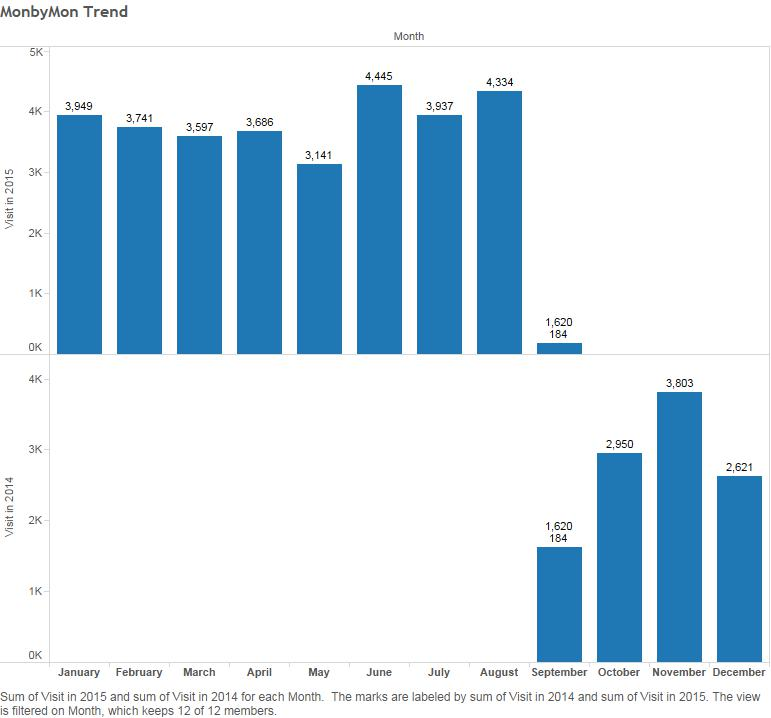 MonbyMon Trend
Month
5K
4K
3K
2K
1K
0K
Visit in 2015
3,949
3,741
3,597
3,686
3,141
4,445
3,937
4,334
1,620
184
4K
3K
2K
1K
0K
Visit in 2014
1,620
184
2,950
3,803
2,621
January February March April May June July August September October November December
Sum of Visit in 2015 and sum of Visit in 2014 for each Month.  The marks are labeled by sum of Visit in 2014 and sum of Visit in 2015. The view
is filtered on Month, which keeps 12 of 12 members.